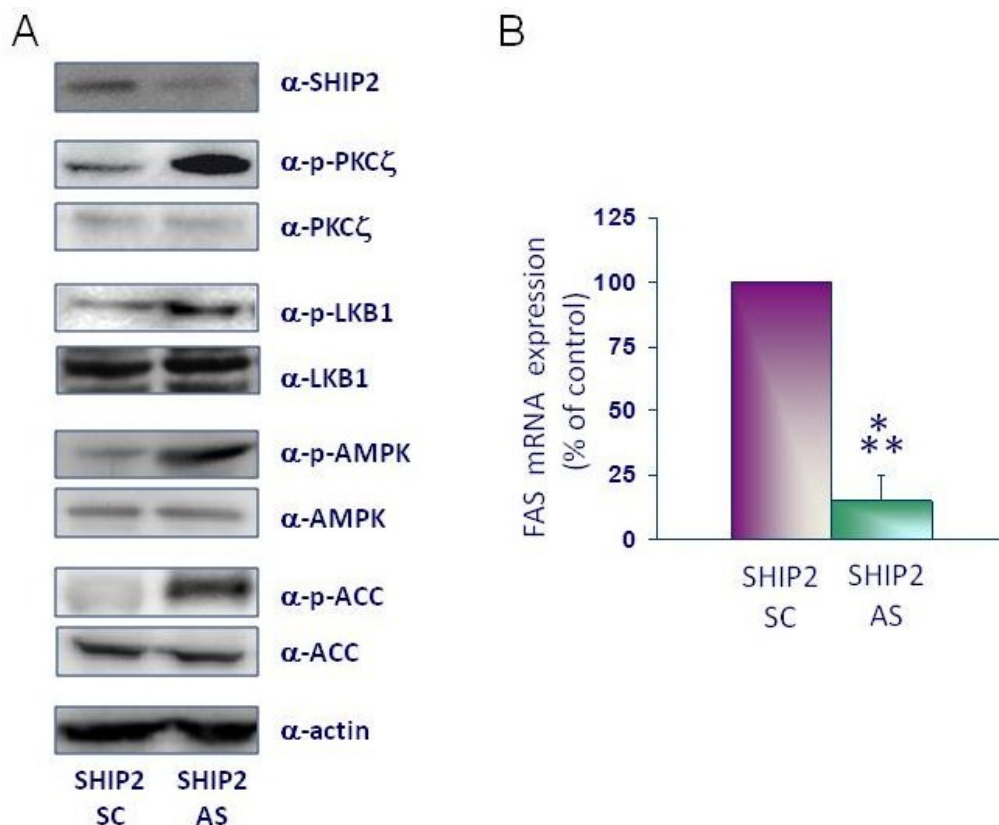 A
α-SHIP2
α-p-PKCζ
α-PKCζ
α-p-LKB1
α-LKB1
α-p-AMPK
α-AMPK
α-p-ACC
α-ACC
α-actin
SHIP2 SHIP2
SC AS
B
FAS mRNA expression
(% of control)
125
100
75
50
25
0
*
**
SHIP2 SHIP2
SC AS